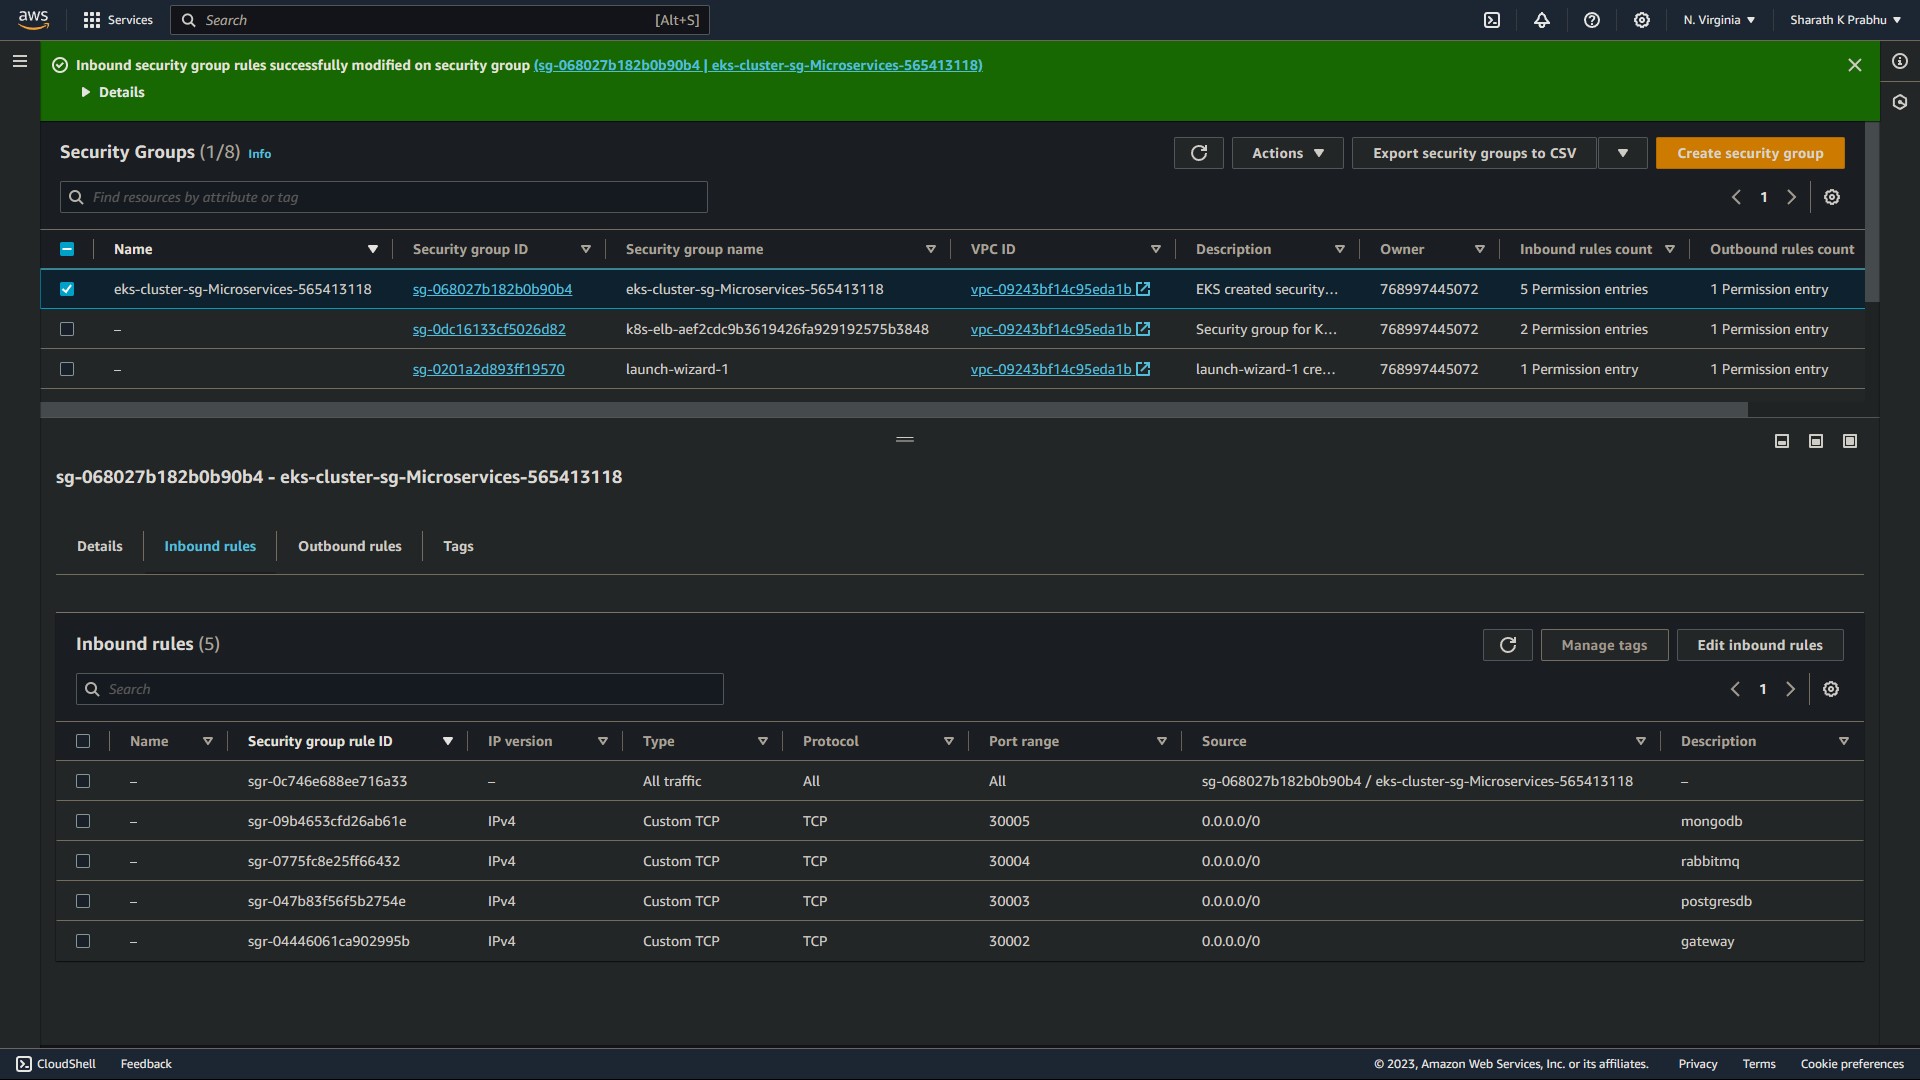 aws Services Search [Alt+S] N. Virginia Sharath K Prabhu
Inbound security group rules successfully modified on security group (sg-068027b182b0b90b4 | eks-cluster-sg-Microservices-565413118)
Details
Security Groups (1/8) Info Actions Export security groups to CSV Create security group
Find resources by attribute or tag 1
Name Security group ID Security group name VPC ID Description Owner Inbound rules count Outbound rules count
eks-cluster-sg-Microservices-565413118 sg-068027b182b0b90b4 eks-cluster-sg-Microservices-565413118 vpc-09243bf14c95eda1b EKS created security... 768997445072 5 Permission entries 1 Permission entry
– sg-0dc16133cf5026d82 k8s-elb-aef2cdc9b3619426fa929192575b3848 vpc-09243bf14c95eda1b Security group for K... 768997445072 2 Permission entries 1 Permission entry
– sg-0201a2d893ff19570 launch-wizard-1 vpc-09243bf14c95eda1b launch-wizard-1 cre... 768997445072 1 Permission entry 1 Permission entry
sg-068027b182b0b90b4 - eks-cluster-sg-Microservices-565413118
Details Inbound rules Outbound rules Tags
Inbound rules (5) Manage tags Edit inbound rules
Search 1
Name Security group rule ID IP version Type Protocol Port range Source Description
– sgr-0c746e688ee716a33 – All traffic All All sg-068027b182b0b90b4 / eks-cluster-sg-Microservices-565413118 –
– sgr-09b4653cfd26ab61e IPv4 Custom TCP TCP 30005 0.0.0.0/0 mongodb
– sgr-0775fc8e25ff66432 IPv4 Custom TCP TCP 30004 0.0.0.0/0 rabbitmq
– sgr-047b83f56f5b2754e IPv4 Custom TCP TCP 30003 0.0.0.0/0 postgresdb
– sgr-04446061ca902995b IPv4 Custom TCP TCP 30002 0.0.0.0/0 gateway
CloudShell Feedback © 2023, Amazon Web Services, Inc. or its affiliates. Privacy Terms Cookie preferences